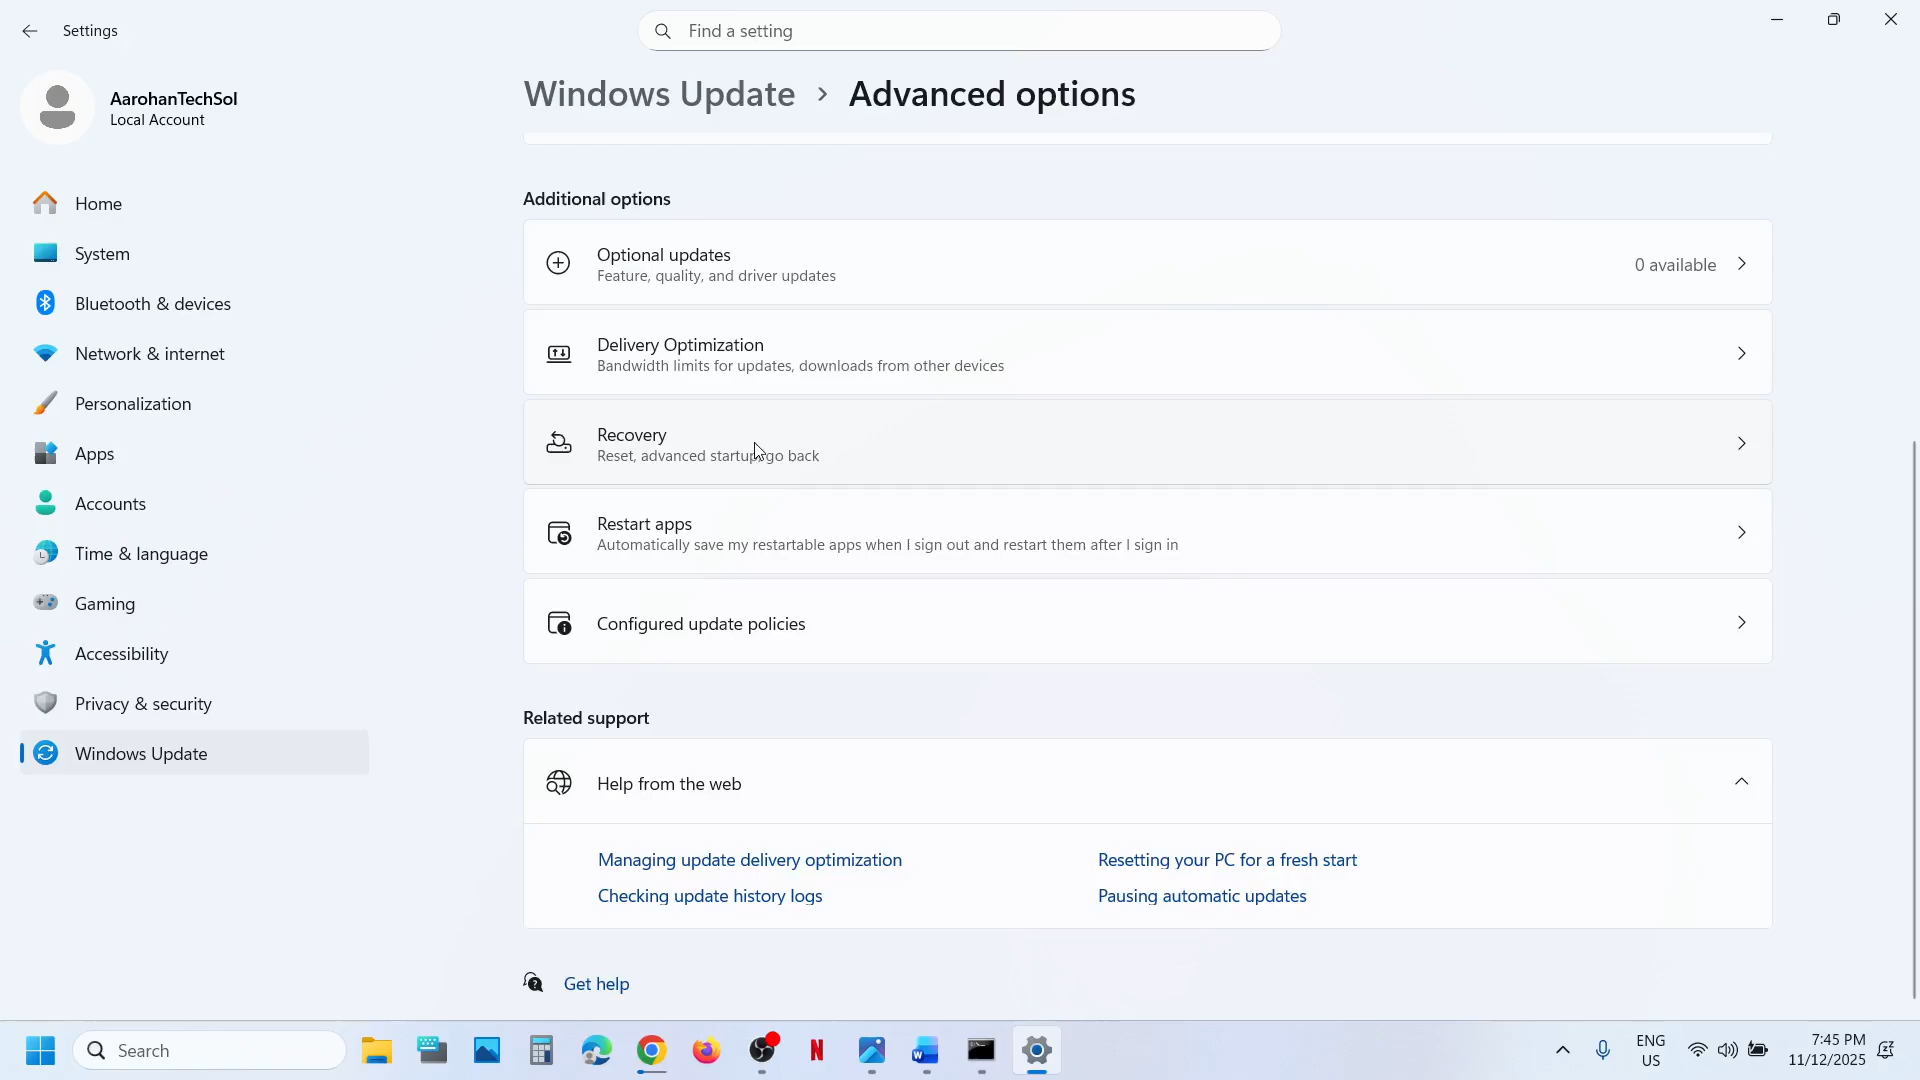 Settings
Find a setting
AarohanTechSol
Local Account
Home
System
Bluetooth & devices
Network & internet
Personalization
Apps
Accounts
Time & language
Gaming
Accessibility
Privacy & security
Windows Update
Windows Update > Advanced options
Additional options
Optional updates
Feature, quality, and driver updates
0 available
Delivery Optimization
Bandwidth limits for updates, downloads from other devices
Recovery
Reset, advanced startup, go back
Restart apps
Automatically save my restartable apps when I sign out and restart them after I sign in
Configured update policies
Related support
Help from the web
Managing update delivery optimization
Resetting your PC for a fresh start
Checking update history logs
Pausing automatic updates
Get help
Search
N
W
ENG
US
7:45 PM
11/12/2025